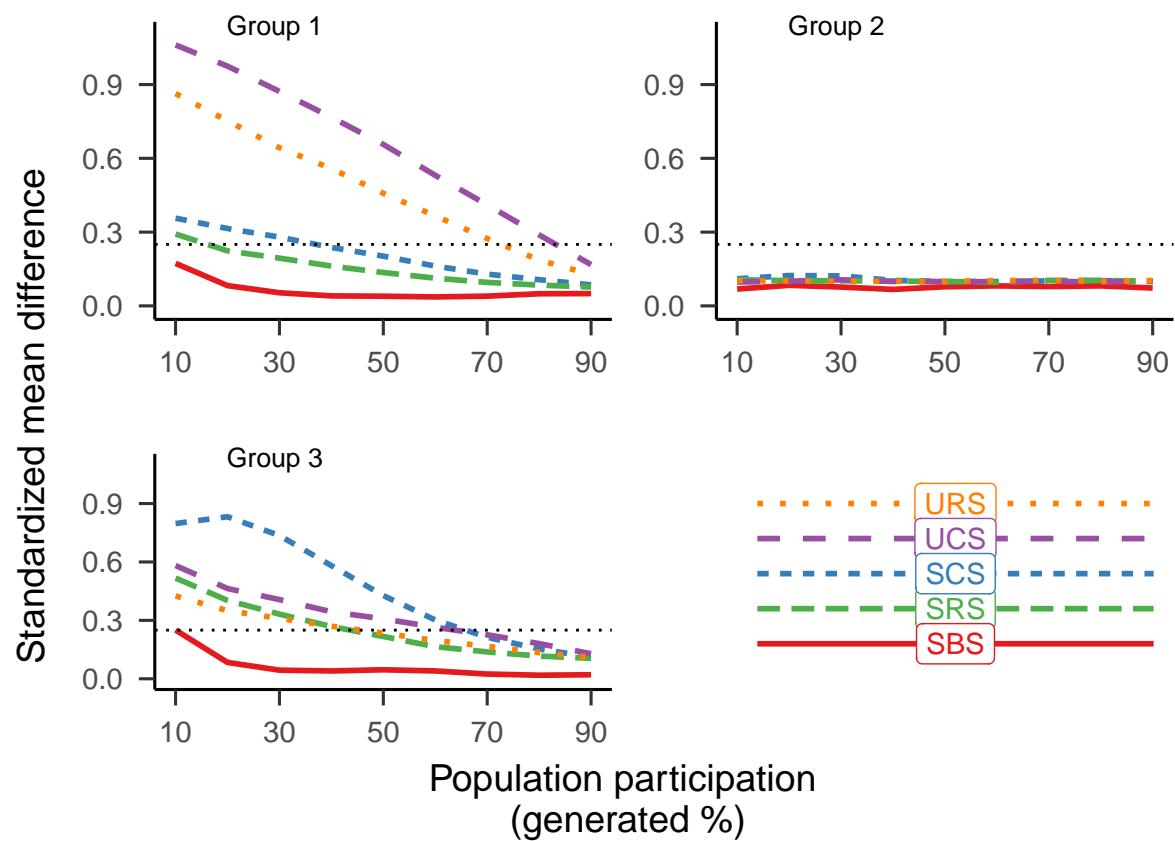 Group 1
Group 2
0.9
0.6
0.3
0.0
0.9
0.6
0.3
0.0
10 30 50 70 90
10 30 50 70 90
Standardized mean difference
Group 3
0.9
0.6
0.3
0.0
10 30 50 70 90
URS
UCS
SCS
SRS
SBS
Population participation
(generated %)